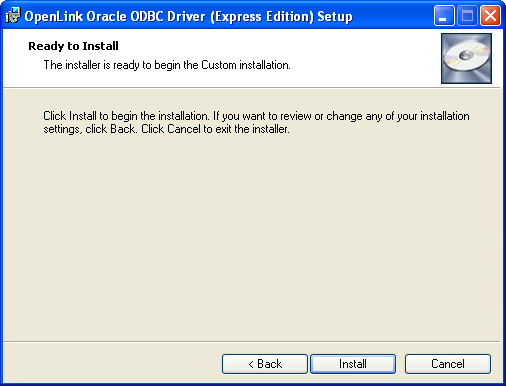 OpenLink Oracle ODBC Driver (Express Edition) Setup
Ready to Install
The installer is ready to begin the Custom installation.
Click Install to begin the installation. If you want to review or change any of your installation
settings, click Back. Click Cancel to exit the installer.
< Back Install Cancel